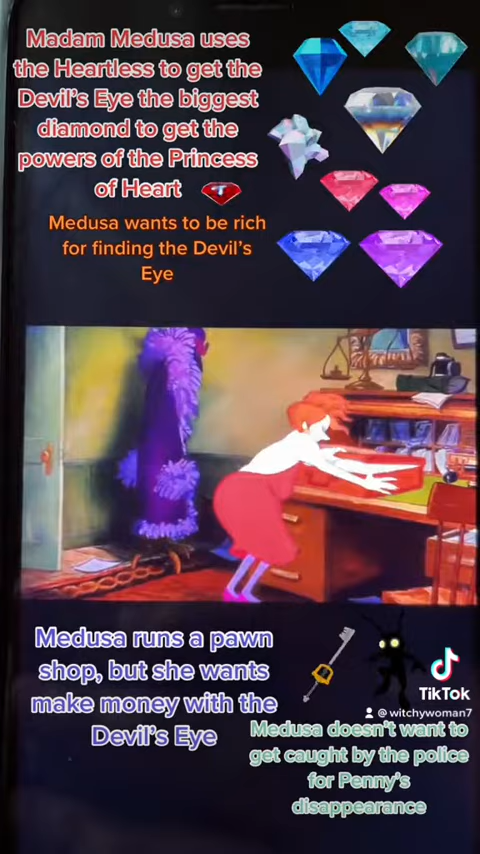 Madam Medusa uses
the Heartless to get the
Devil's Eye the biggest
diamond to get the
powers of the Princess
of Heart
Medusa wants to be rich
for finding the Devil's
Eye
Medusa runs a pawn
shop, but she wants
make money with the
Devil's Eye
TikTok
@witchywoman7
Medusa doesn't want to
get caught by the police
for Penny's
disappearance